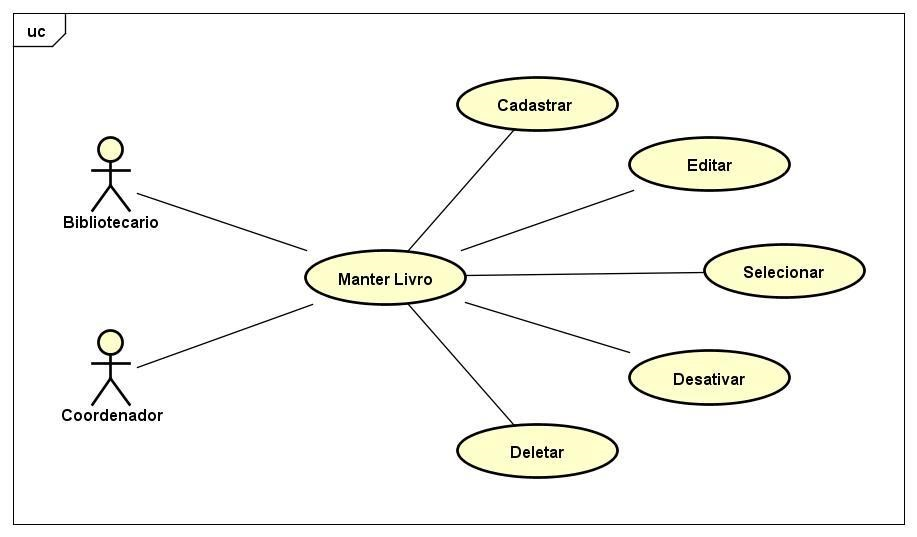 uc
Cadastrar
Editar
Bibliotecario
Selecionar
Manter Livro
Desativar
Coordenador
Deletar